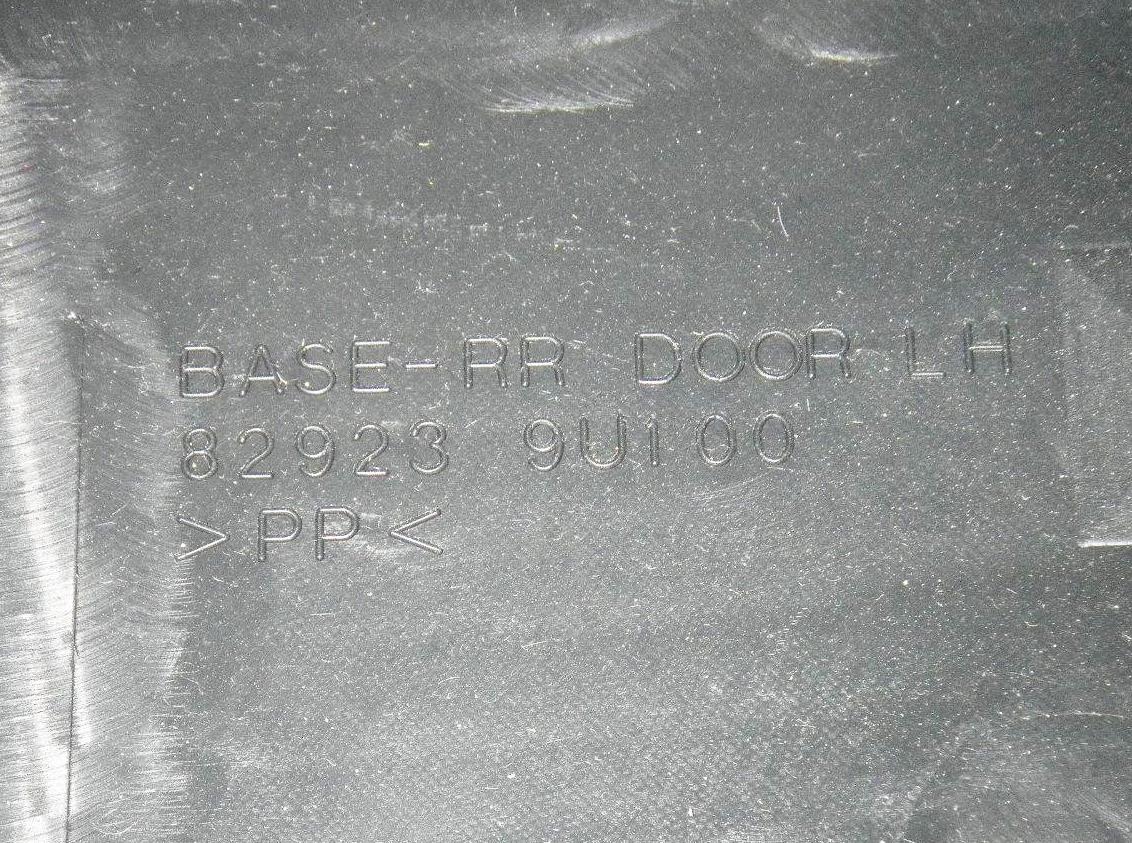 BASE-RR DOOR LH
82923 9U100
>PP<